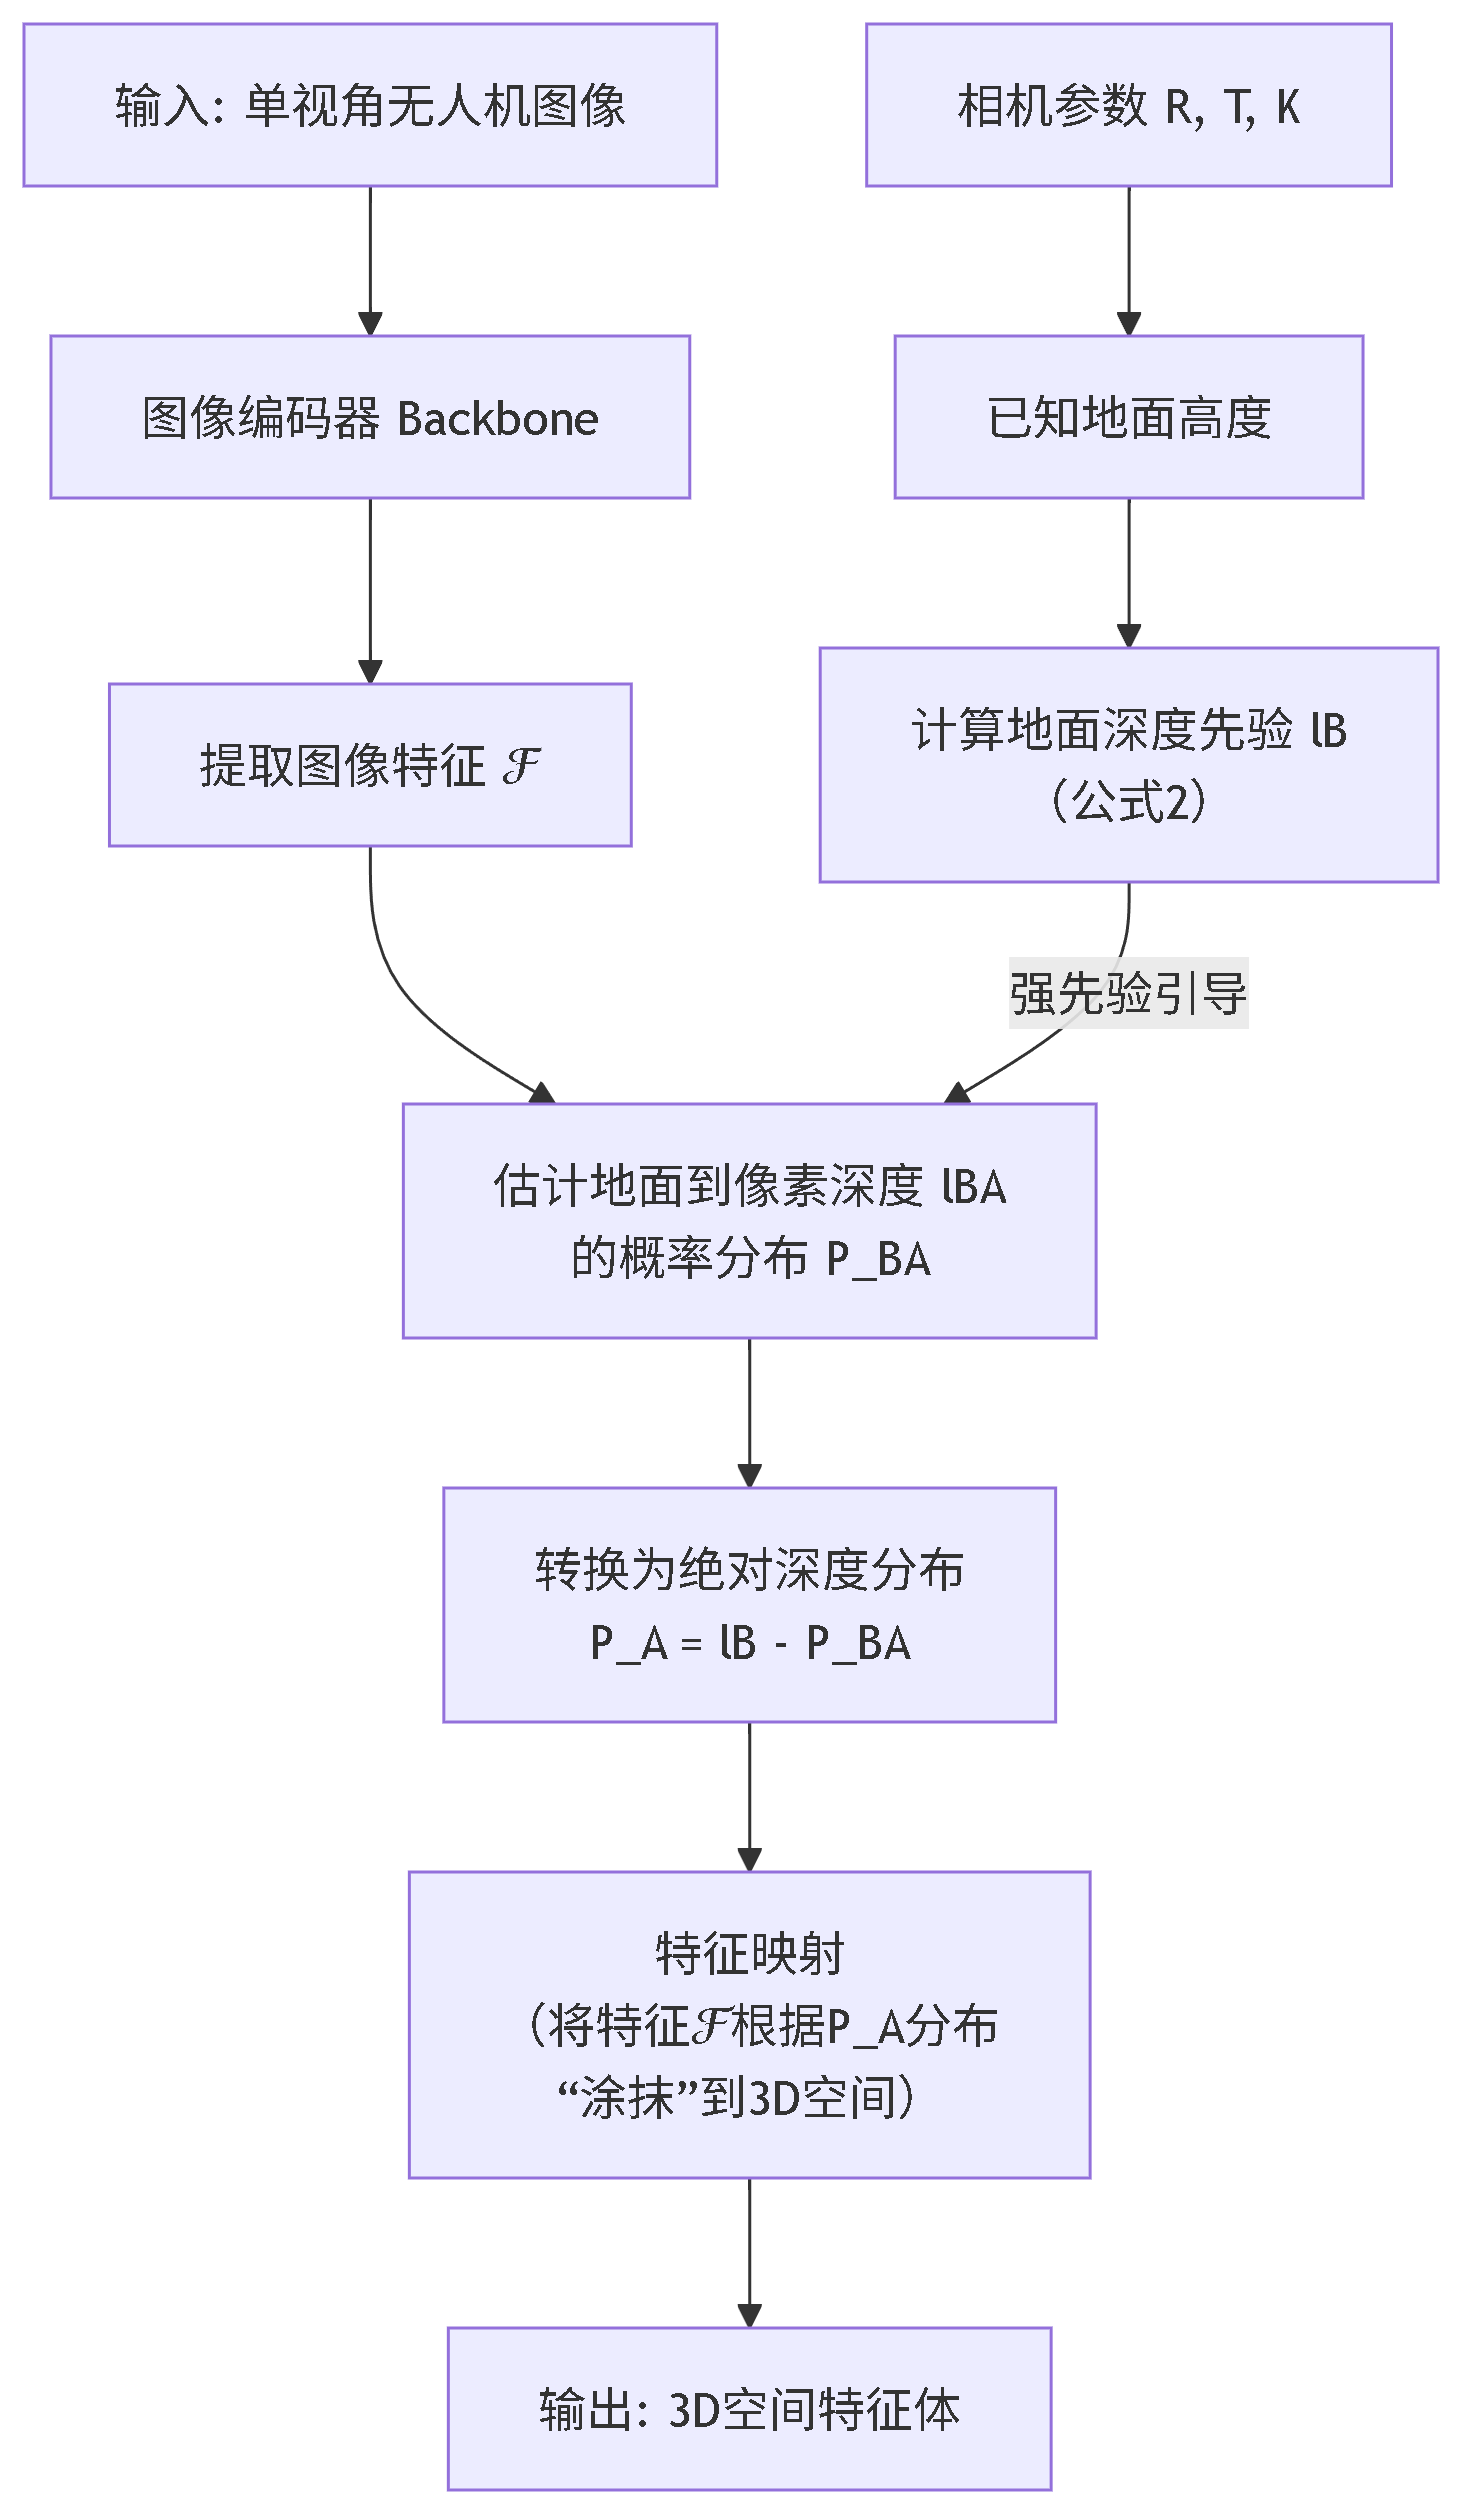 输入: 单视角无人机图像
相机参数 R, T, K
图像编码器 Backbone
已知地面高度
提取图像特征 ℱ
计算地面深度先验 lB
（公式2）
强先验引导
估计地面到像素深度 lBA
的概率分布 P_BA
转换为绝对深度分布
P_A = lB - P_BA
特征映射
（将特征ℱ根据P_A分布
“涂抹”到3D空间）
输出: 3D空间特征体